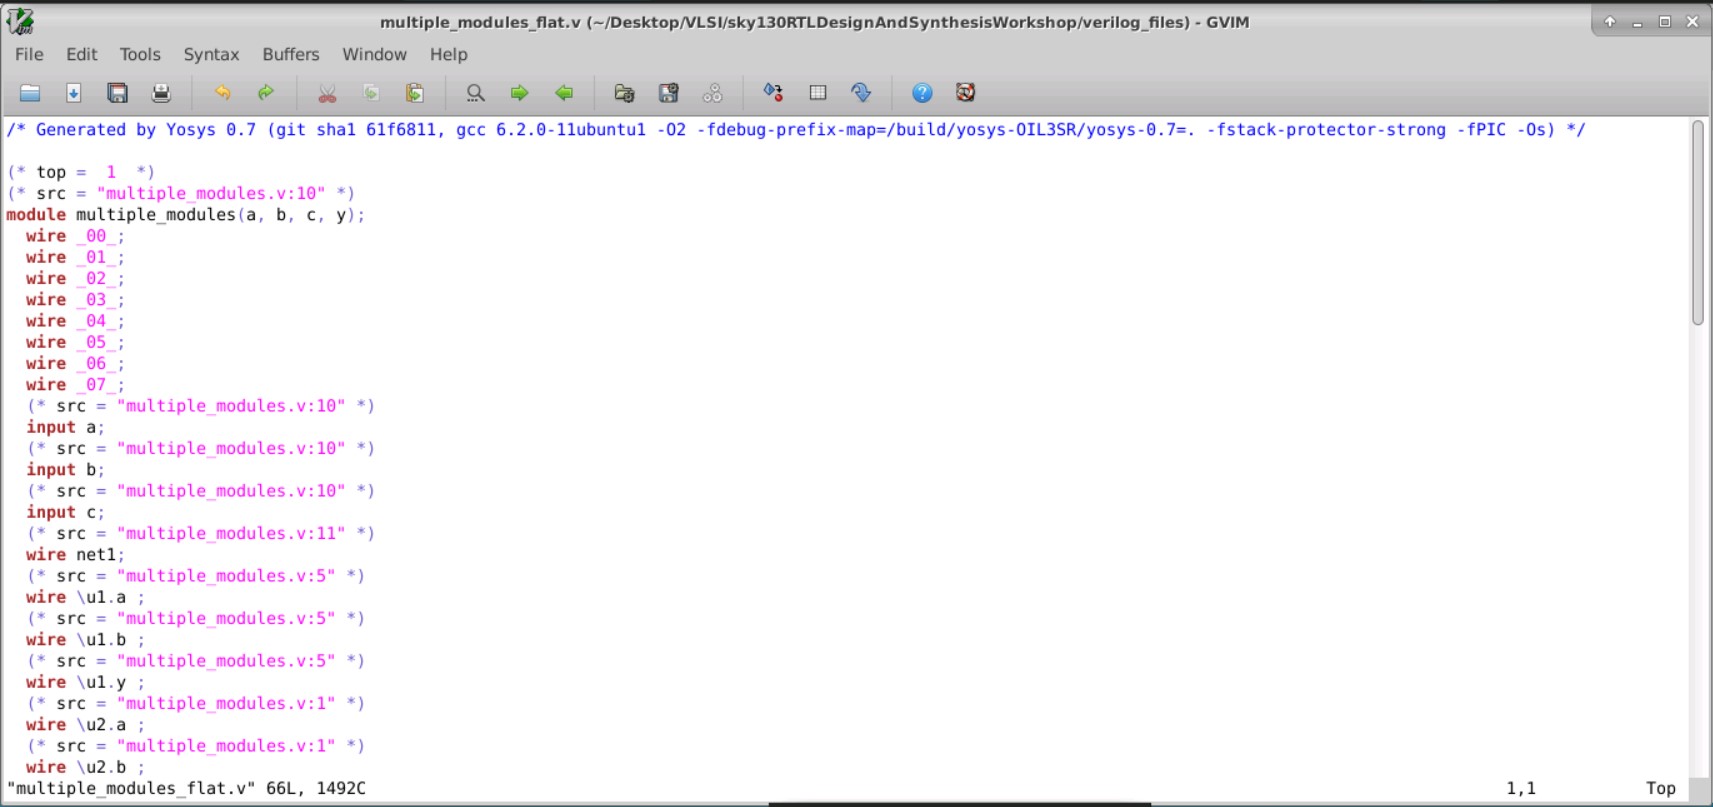 multiple_modules_flat.v (~/Desktop/VLSI/sky130RTLDesignAndSynthesisWorkshop/verilog_files) - GVIM
File Edit Tools Syntax Buffers Window Help
/* Generated by Yosys 0.7 (git sha1 61f6811, gcc 6.2.0-11ubuntu1 -O2 -fdebug-prefix-map=/build/yosys-OIL3SR/yosys-0.7=. -fstack-protector-strong -fPIC -Os) */
(* top =  1  *)
(* src = "multiple_modules.v:10" *)
module multiple_modules(a, b, c, y);
  wire _00_;
  wire _01_;
  wire _02_;
  wire _03_;
  wire _04_;
  wire _05_;
  wire _06_;
  wire _07_;
  (* src = "multiple_modules.v:10" *)
  input a;
  (* src = "multiple_modules.v:10" *)
  input b;
  (* src = "multiple_modules.v:10" *)
  input c;
  (* src = "multiple_modules.v:11" *)
  wire net1;
  (* src = "multiple_modules.v:5" *)
  wire \u1.a ;
  (* src = "multiple_modules.v:5" *)
  wire \u1.b ;
  (* src = "multiple_modules.v:5" *)
  wire \u1.y ;
  (* src = "multiple_modules.v:1" *)
  wire \u2.a ;
  (* src = "multiple_modules.v:1" *)
  wire \u2.b ;
"multiple_modules_flat.v" 66L, 1492C 1,1 Top